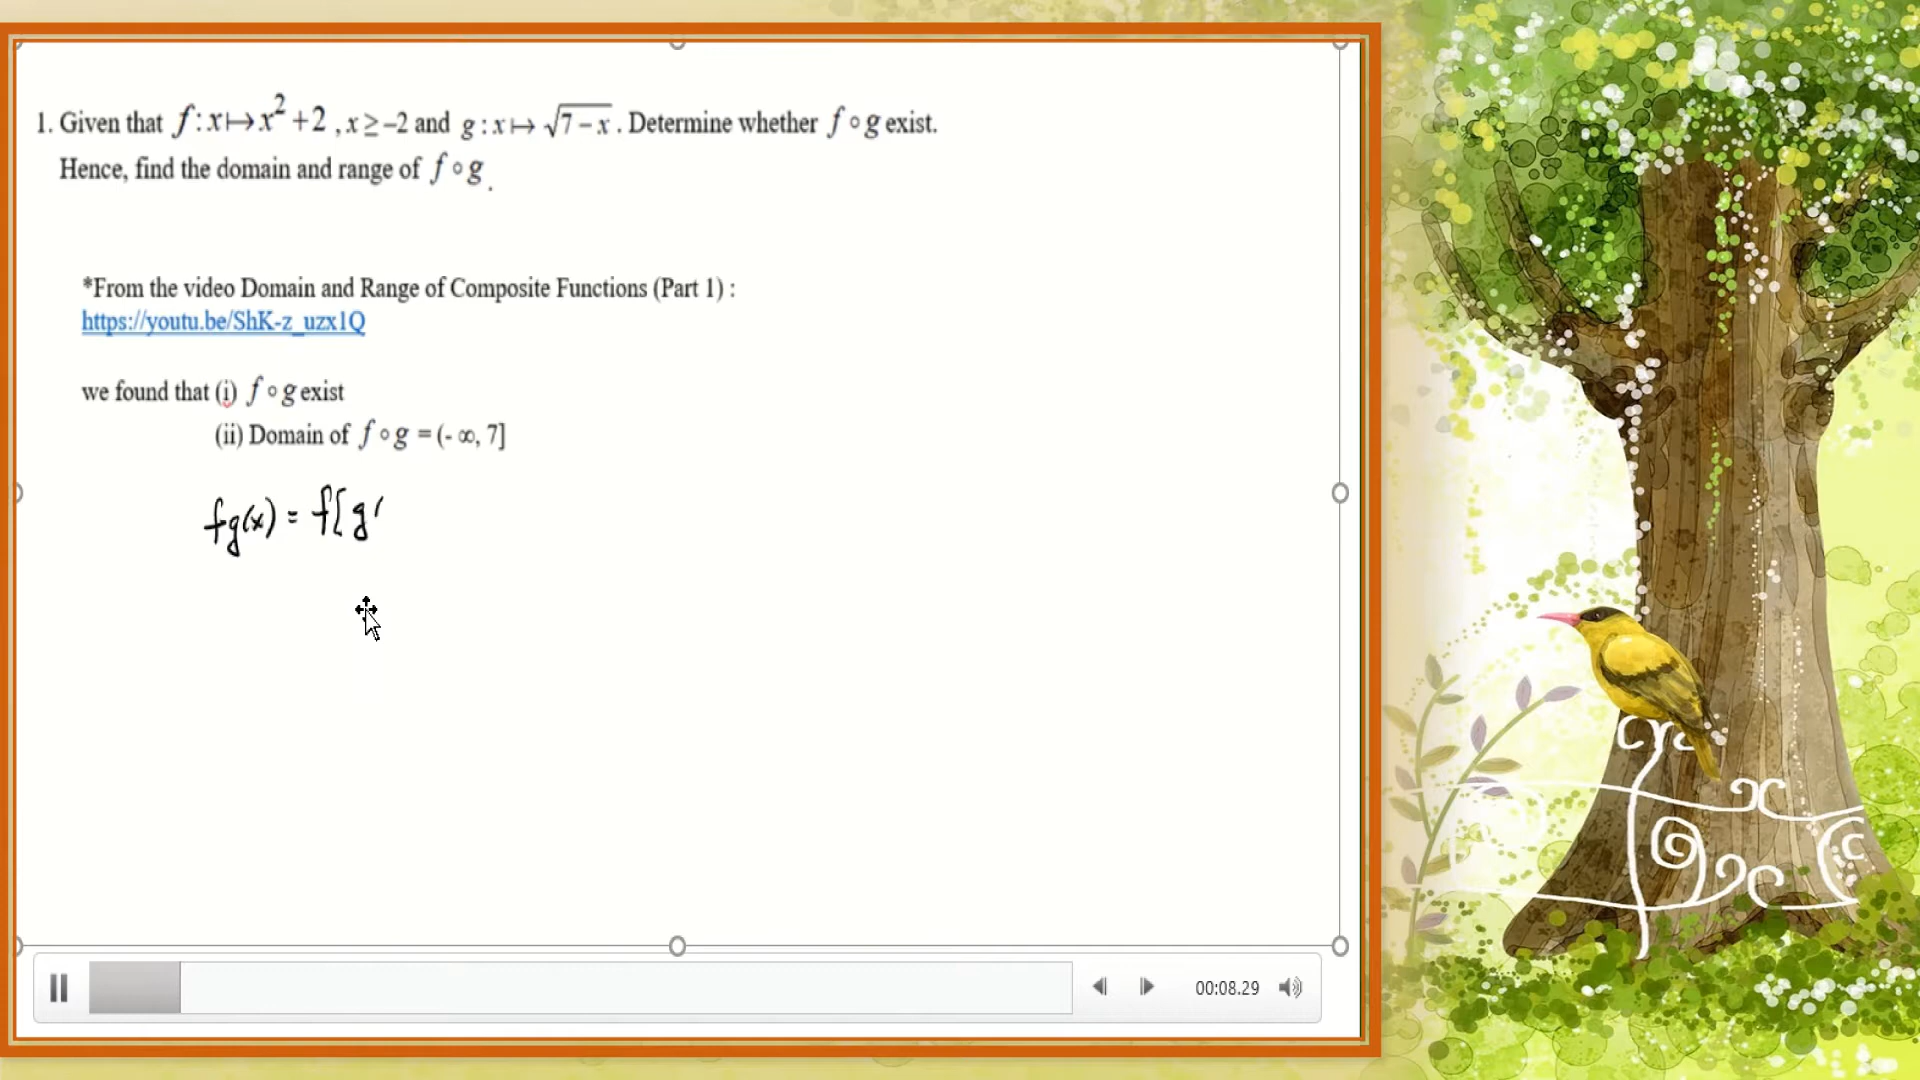 1. Given that f : x ↦ x² + 2 , x ≥ −2 and g : x ↦ √(7 − x) . Determine whether f ∘ g exist.
Hence, find the domain and range of f ∘ g .
*From the video Domain and Range of Composite Functions (Part 1) :
https://youtu.be/ShK-z_uzx1Q
we found that (i) f ∘ g exist
(ii) Domain of f ∘ g = (- ∞, 7]
fg(x) = f[g(
00:08.29